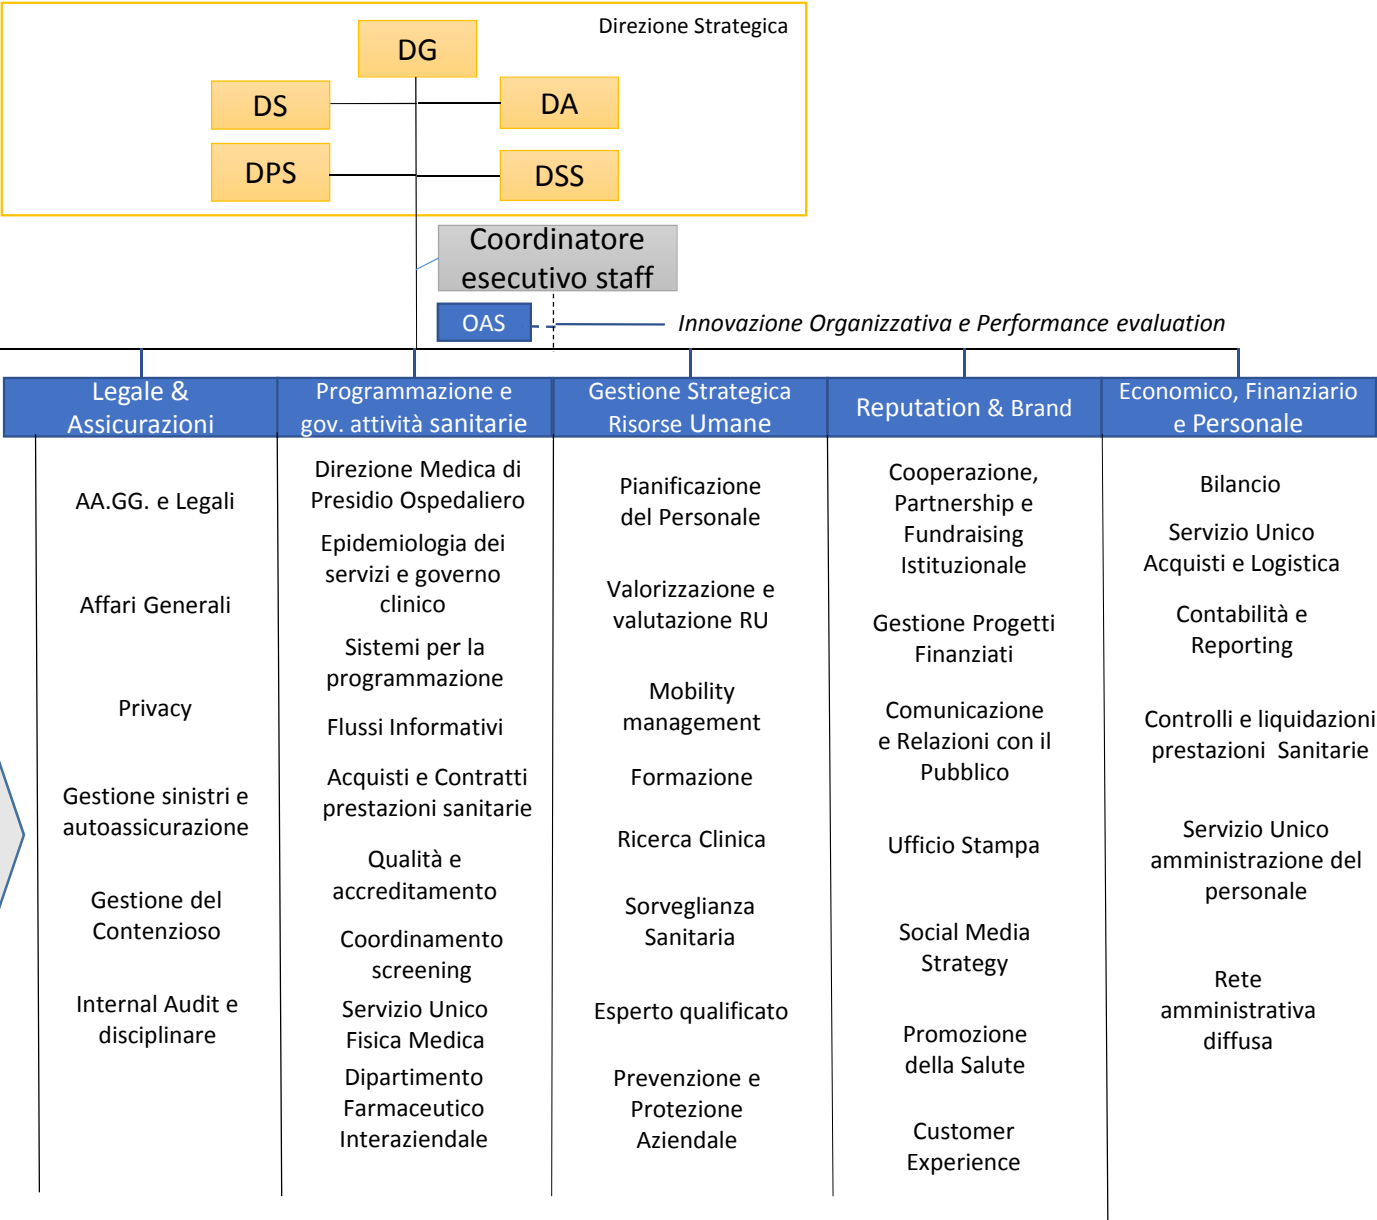 Direzione Strategica
DG
DS
DA
DPS
DSS
Coordinatore
esecutivo staff
OAS
Innovazione Organizzativa e Performance evaluation
Legale &
Assicurazioni
AA.GG. e Legali
Affari Generali
Privacy
Gestione sinistri e
autoassicurazione
Gestione del
Contenzioso
Internal Audit e
disciplinare
Programmazione e
gov. attività sanitarie
Direzione Medica di
Presidio Ospedaliero
Epidemiologia dei
servizi e governo
clinico
Sistemi per la
programmazione
Flussi Informativi
Acquisti e Contratti
prestazioni sanitarie
Qualità e
accreditamento
Coordinamento
screening
Servizio Unico
Fisica Medica
Dipartimento
Farmaceutico
Interaziendale
Gestione Strategica
Risorse Umane
Pianificazione
del Personale
Valorizzazione e
valutazione RU
Mobility
management
Formazione
Ricerca Clinica
Sorveglianza
Sanitaria
Esperto qualificato
Prevenzione e
Protezione
Aziendale
Reputation & Brand
Cooperazione,
Partnership e
Fundraising
Istituzionale
Gestione Progetti
Finanziati
Comunicazione
e Relazioni con il
Pubblico
Ufficio Stampa
Social Media
Strategy
Promozione
della Salute
Customer
Experience
Economico, Finanziario
e Personale
Bilancio
Servizio Unico
Acquisti e Logistica
Contabilità e
Reporting
Controlli e liquidazioni
prestazioni Sanitarie
Servizio Unico
amministrazione del
personale
Rete
amministrativa
diffusa